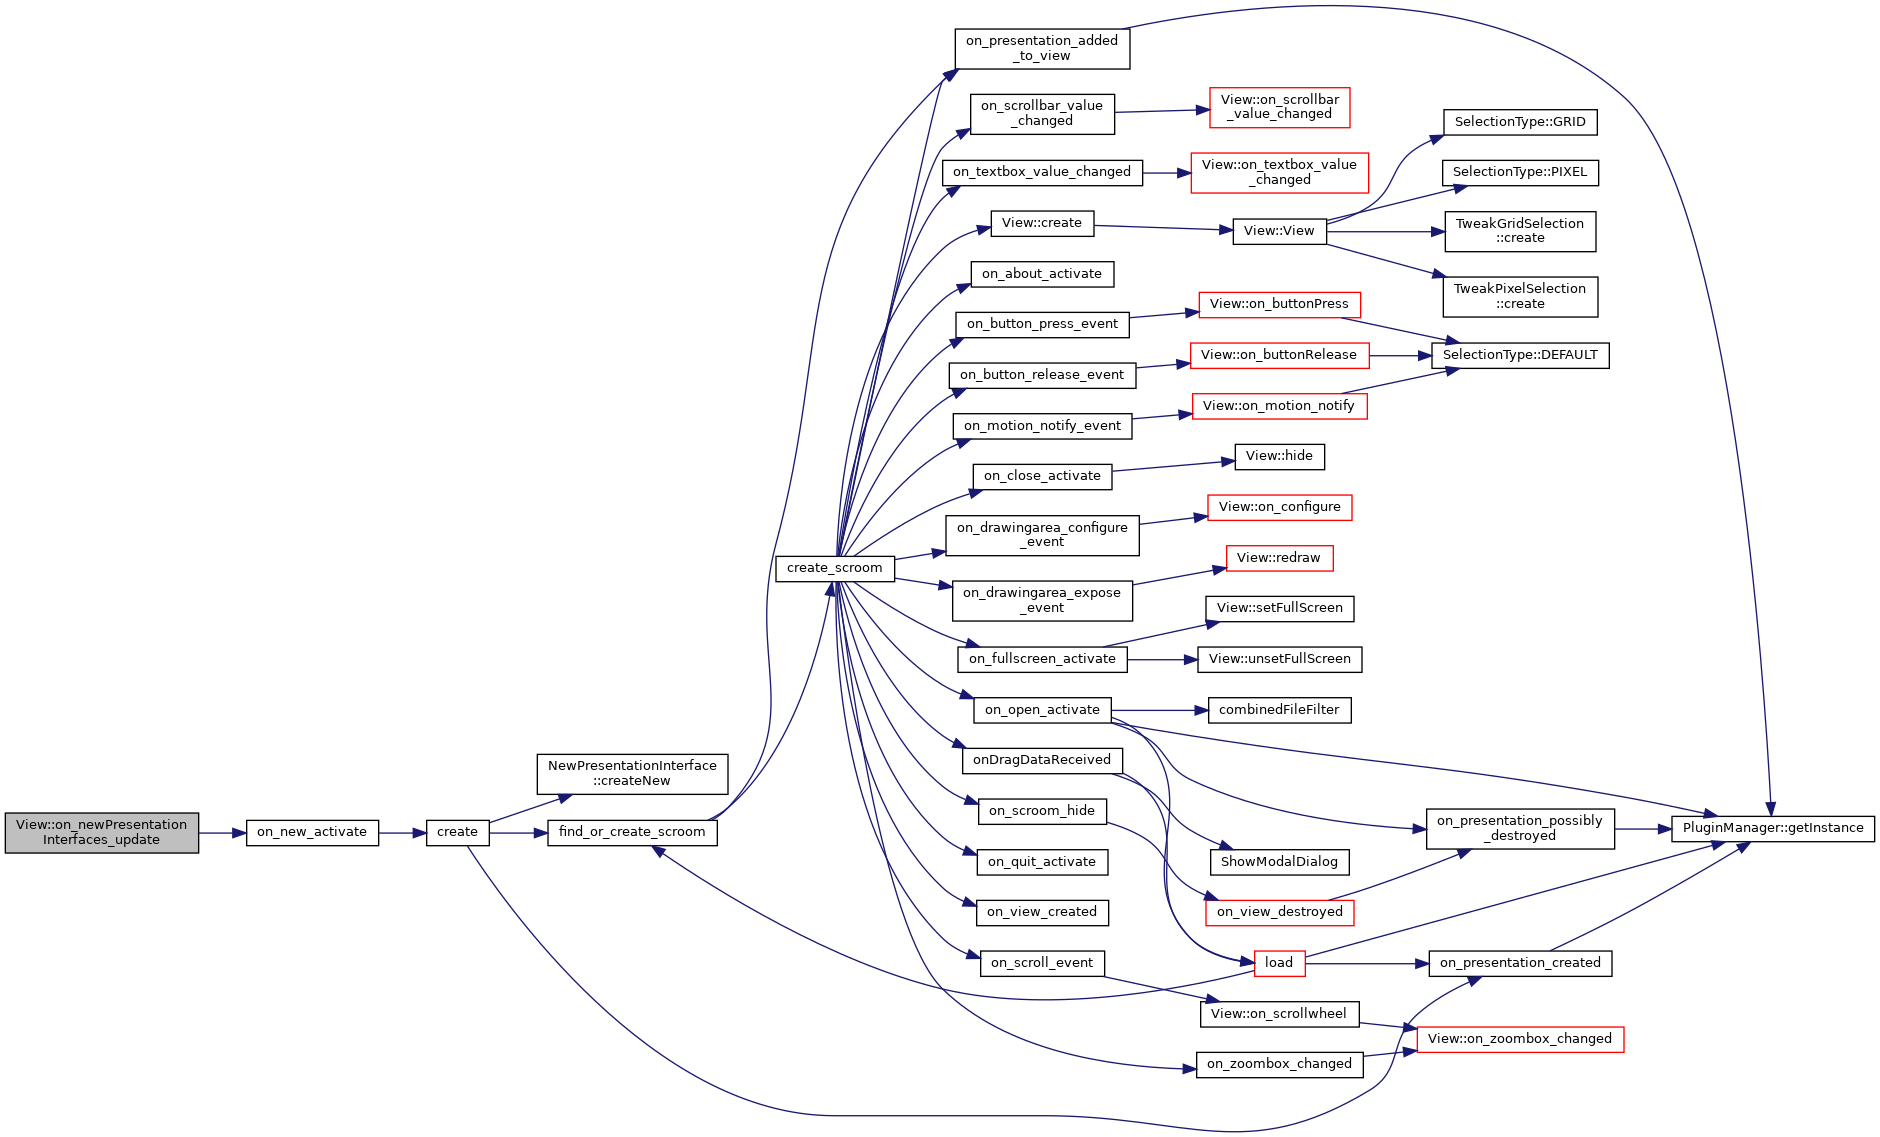 on_presentation_added
_to_view
on_scrollbar_value
_changed
View::on_scrollbar
_value_changed
SelectionType::GRID
on_textbox_value_changed
View::on_textbox_value
_changed
SelectionType::PIXEL
View::create
View::View
TweakGridSelection
::create
on_about_activate
TweakPixelSelection
::create
on_button_press_event
View::on_buttonPress
on_button_release_event
View::on_buttonRelease
SelectionType::DEFAULT
on_motion_notify_event
View::on_motion_notify
on_close_activate
View::hide
on_drawingarea_configure
_event
View::on_configure
create_scroom
View::redraw
on_drawingarea_expose
_event
View::setFullScreen
on_fullscreen_activate
View::unsetFullScreen
on_open_activate
combinedFileFilter
onDragDataReceived
NewPresentationInterface
::createNew
on_scroom_hide
View::on_newPresentation
Interfaces_update
on_new_activate
create
find_or_create_scroom
on_presentation_possibly
_destroyed
PluginManager::getInstance
on_quit_activate
ShowModalDialog
on_view_created
on_view_destroyed
on_scroll_event
load
on_presentation_created
View::on_scrollwheel
View::on_zoombox_changed
on_zoombox_changed